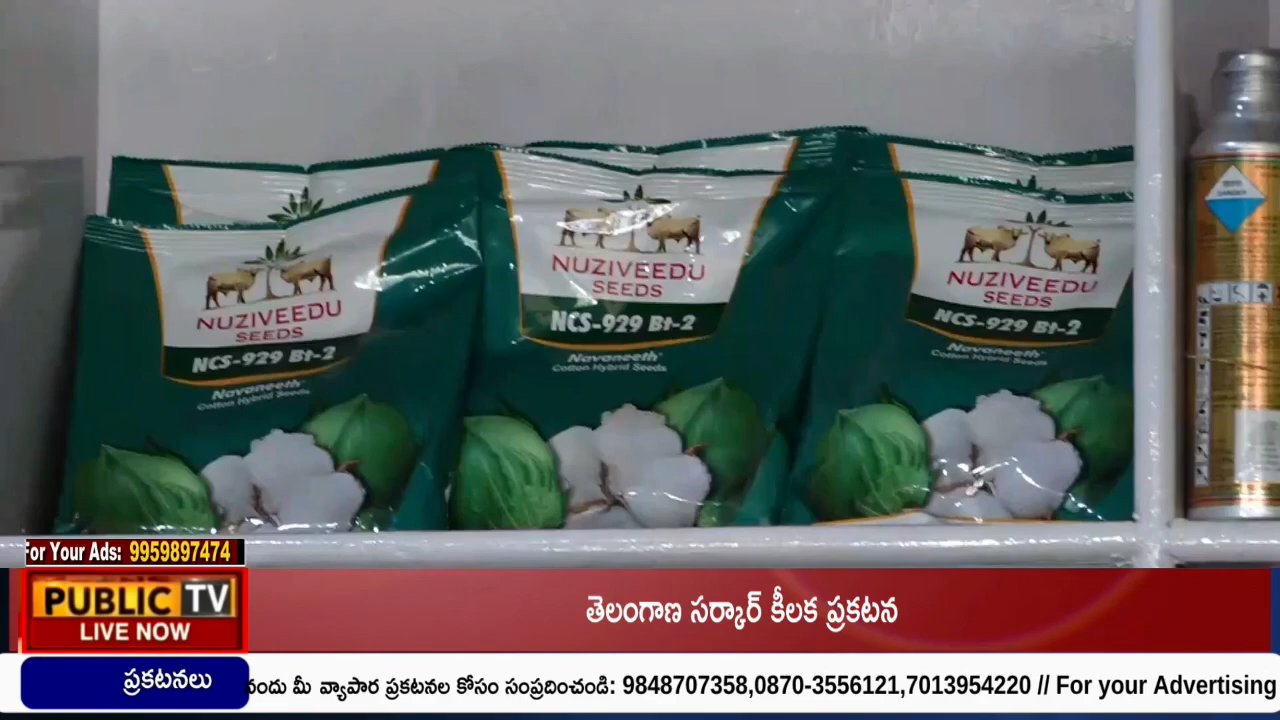 NUZIVEEDU
SEEDS
NCS-929 Bt-2
Navaneeth
Cotton Hybrid Seeds
NUZIVEEDU
SEEDS
NCS-929 Bt-2
Navaneeth
Cotton Hybrid Seeds
NUZIVEEDU
SEEDS
NCS-929 Bt-2
Navaneeth
Cotton Hybrid Seeds
For Your Ads: 9959897474
PUBLIC TV
LIVE NOW
తెలంగాణ సర్కార్ కీలక ప్రకటన
ప్రకటనలు
నందు మీ వ్యాపార ప్రకటనల కోసం సంప్రదించండి: 9848707358,0870-3556121,7013954220 // For your Advertising